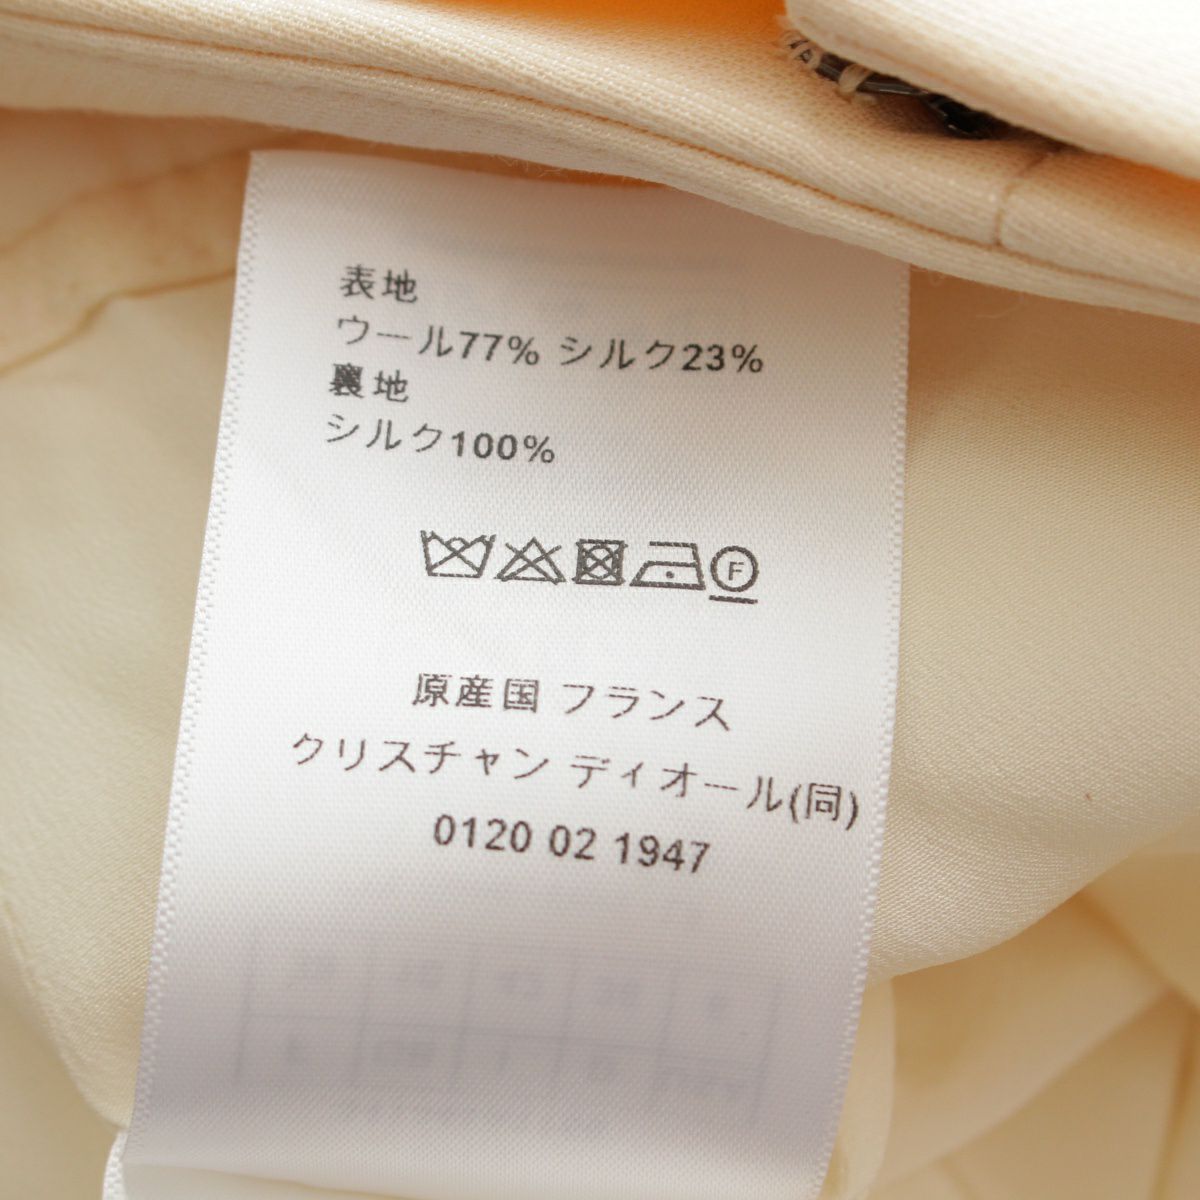 表地
ウール77% シルク23%
裏地
シルク100%
F
原産国 フランス
クリスチャン ディオール(同)
0120 02 1947